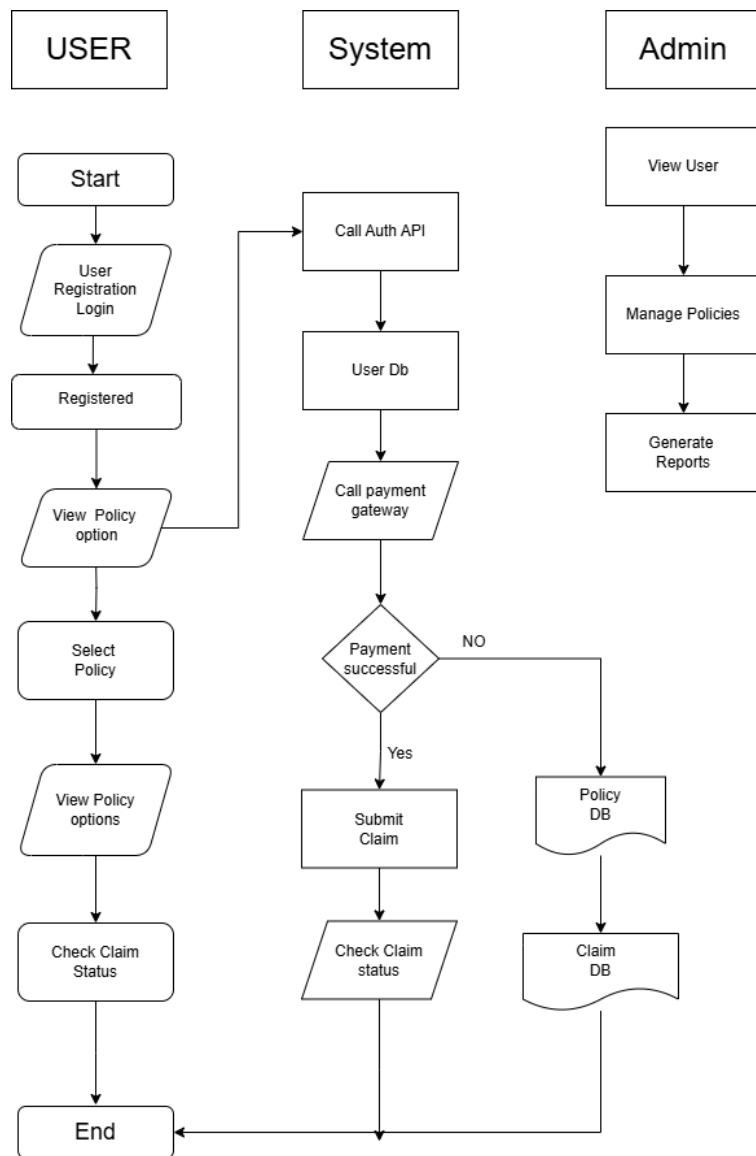 USER
System
Admin
Start
User
Registration
Login
Registered
View  Policy
option
Select
Policy
View Policy
options
Check Claim
Status
End
Call Auth API
User Db
Call payment
gateway
Payment
successful
NO
Yes
Submit
Claim
Check Claim
status
Policy
DB
Claim
DB
View User
Manage Policies
Generate
Reports